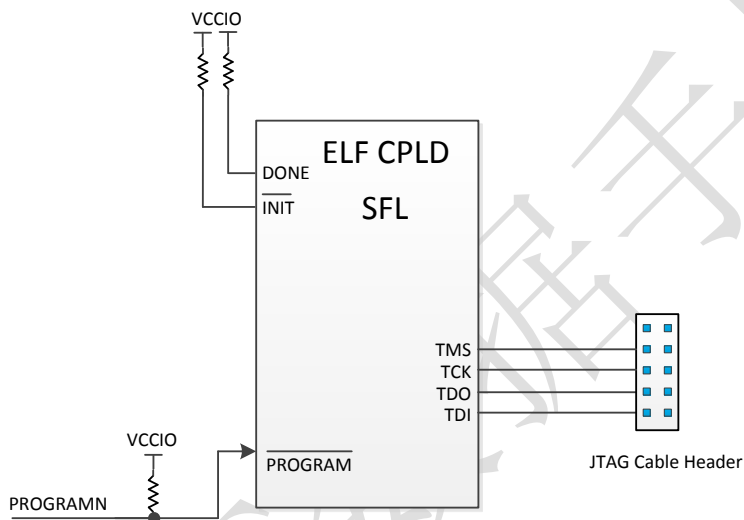 VCCIO
ELF CPLD
DONE
INIT
SFL
TMS
TCK
TDO
TDI
VCCIO
PROGRAM
JTAG Cable Header
PROGRAMN